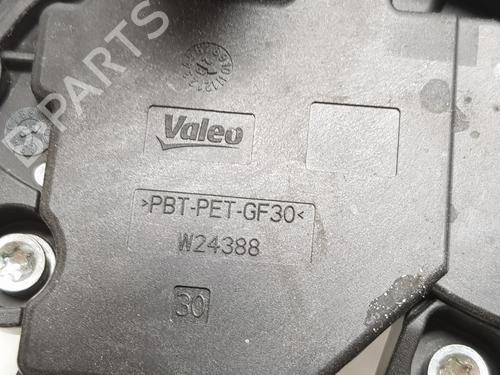 B-PARTS
Valeo
>PBT-PET-GF30<
W24388
30